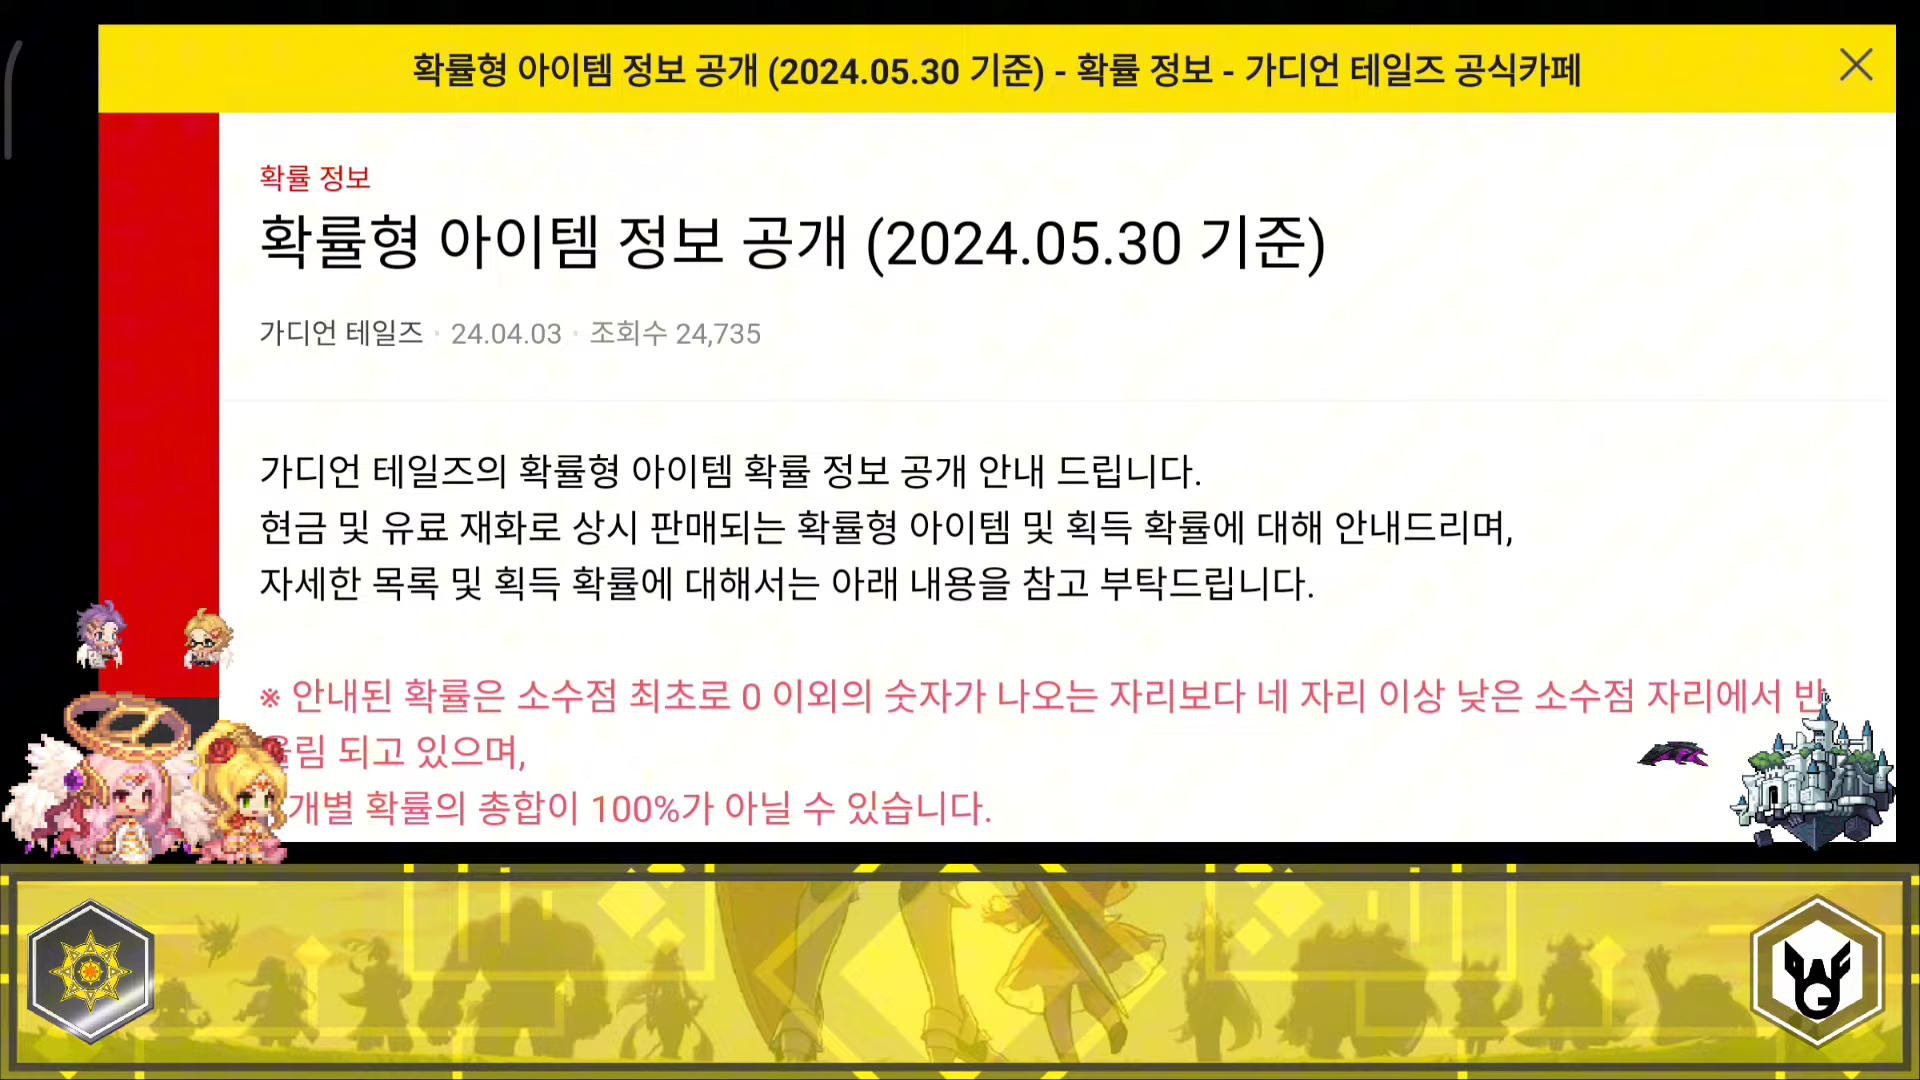 확률형 아이템 정보 공개 (2024.05.30 기준) - 확률 정보 - 가디언 테일즈 공식카페
확률 정보
확률형 아이템 정보 공개 (2024.05.30 기준)
가디언 테일즈 · 24.04.03 · 조회수 24,735
가디언 테일즈의 확률형 아이템 확률 정보 공개 안내 드립니다.
현금 및 유료 재화로 상시 판매되는 확률형 아이템 및 획득 확률에 대해 안내드리며,
자세한 목록 및 획득 확률에 대해서는 아래 내용을 참고 부탁드립니다.
※ 안내된 확률은 소수점 최초로 0 이외의 숫자가 나오는 자리보다 네 자리 이상 낮은 소수점 자리에서 반
올림 되고 있으며,
개별 확률의 총합이 100%가 아닐 수 있습니다.